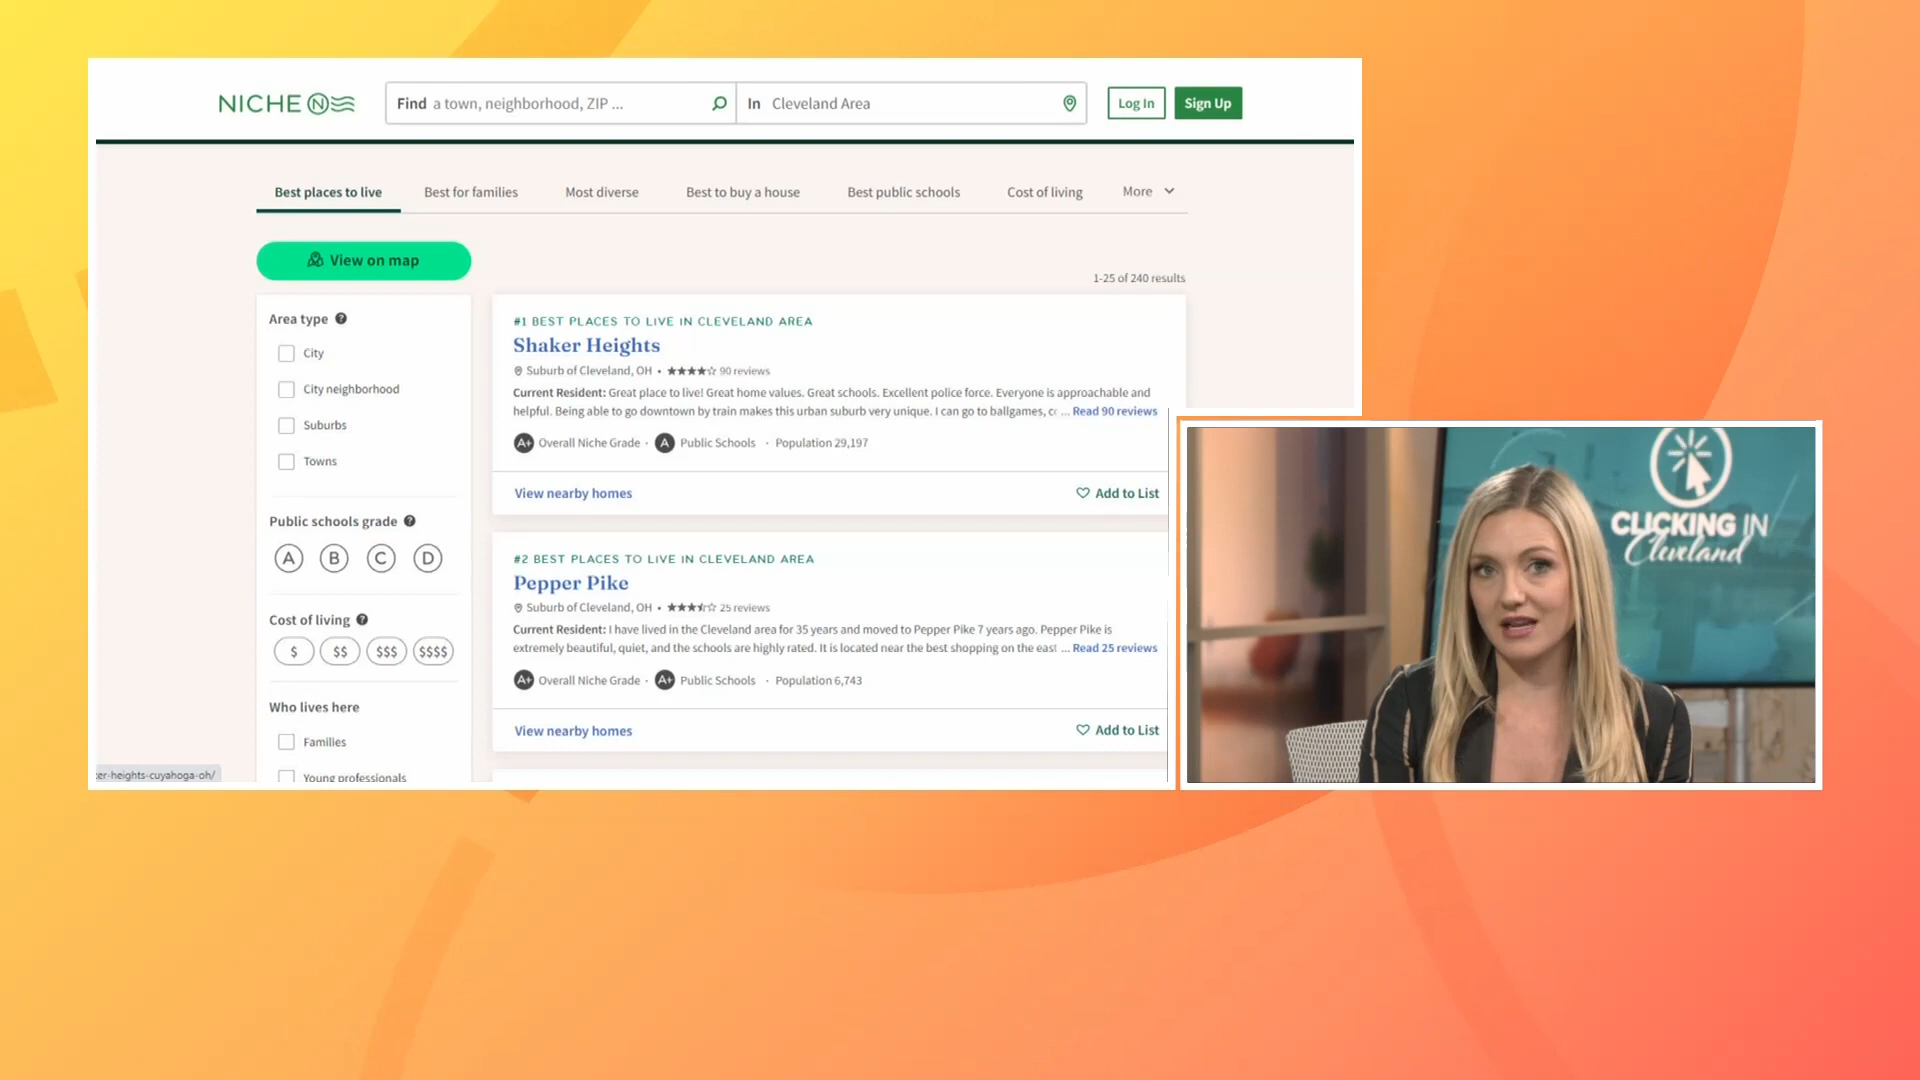 NICHE
Find a town, neighborhood, ZIP ...
In Cleveland Area
Log In
Sign Up
Best places to live
Best for families
Most diverse
Best to buy a house
Best public schools
Cost of living
More
View on map
1-25 of 240 results
Area type
City
City neighborhood
Suburbs
Towns
Public schools grade
A B C D
Cost of living
$ $$ $$$ $$$$
Who lives here
Families
Young professionals
er-heights-cuyahoga-oh/
#1 BEST PLACES TO LIVE IN CLEVELAND AREA
Shaker Heights
Suburb of Cleveland, OH • ★★★★☆ 90 reviews
Current Resident: Great place to live! Great home values. Great schools. Excellent police force. Everyone is approachable and
helpful. Being able to go downtown by train makes this urban suburb very unique. I can go to ballgames, ... Read 90 reviews
A+ Overall Niche Grade · A Public Schools · Population 29,197
View nearby homes
Add to List
#2 BEST PLACES TO LIVE IN CLEVELAND AREA
Pepper Pike
Suburb of Cleveland, OH • 25 reviews
Current Resident: I have lived in the Cleveland area for 35 years and moved to Pepper Pike 7 years ago. Pepper Pike is
extremely beautiful, quiet, and the schools are highly rated. It is located near the best shopping on the east ... Read 25 reviews
A+ Overall Niche Grade · A+ Public Schools · Population 6,743
View nearby homes
Add to List
CLICKING IN
Cleveland